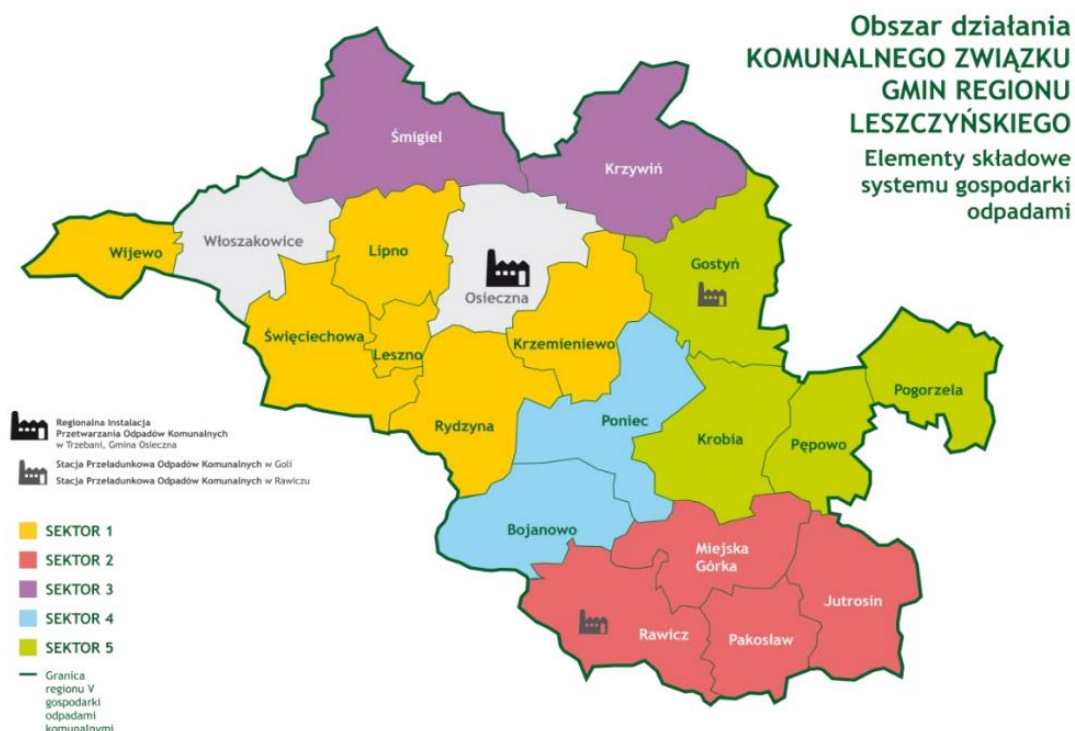 Obszar działania
KOMUNALNEGO ZWIĄZKU
GMIN REGIONU
LESZCZYŃSKIEGO
Elementy składowe
systemu gospodarki
odpadami
Śmigiel
Krzywiń
Wijewo
Włoszakowice
Lipno
Osieczna
Gostyń
Święciechowa
Leszno
Krzemieniewo
Pogorzela
Rydzyna
Poniec
Krobia
Pępowo
Bojanowo
Miejska
Górka
Jutrosin
Rawicz
Pakosław
Regionalna Instalacja
Przetwarzania Odpadów Komunalnych
w Trzebani, Gmina Osieczna
Stacja Przeładunkowa Odpadów Komunalnych w Goli
Stacja Przeładunkowa Odpadów Komunalnych w Rawiczu
SEKTOR 1
SEKTOR 2
SEKTOR 3
SEKTOR 4
SEKTOR 5
Granica
regionu V
gospodarki
odpadami
komunalnymi